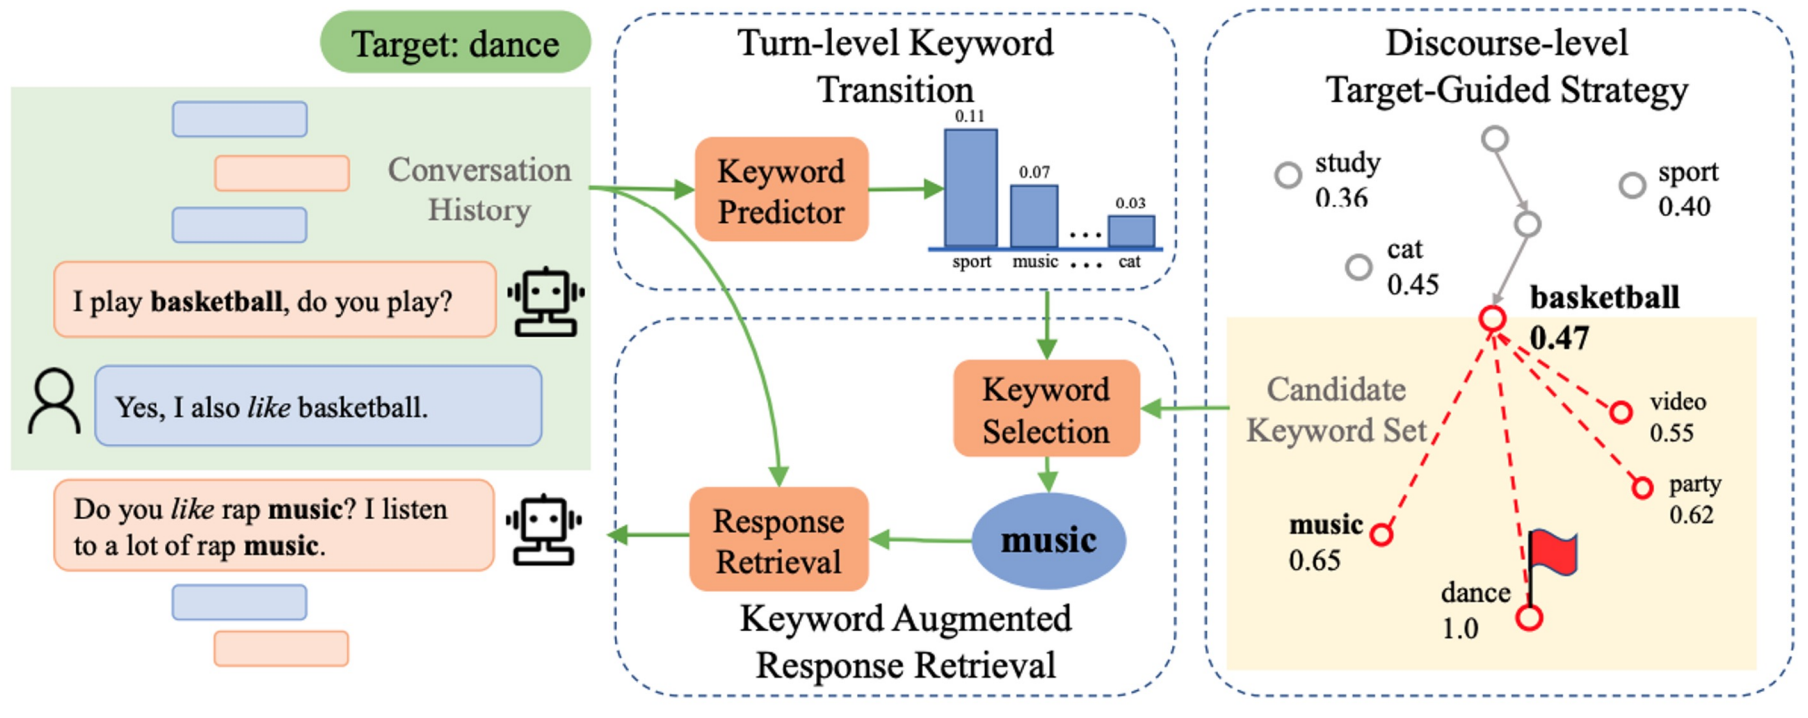 Target: dance
Conversation
History
I play basketball, do you play?
Yes, I also like basketball.
Do you like rap music? I listen
to a lot of rap music.
Turn-level Keyword
Transition
Keyword
Predictor
0.11
0.07
0.03
...
sport music ... cat
Keyword
Selection
music
Response
Retrieval
Keyword Augmented
Response Retrieval
Discourse-level
Target-Guided Strategy
study
0.36
sport
0.40
cat
0.45
basketball
0.47
Candidate
Keyword Set
video
0.55
party
0.62
music
0.65
dance
1.0